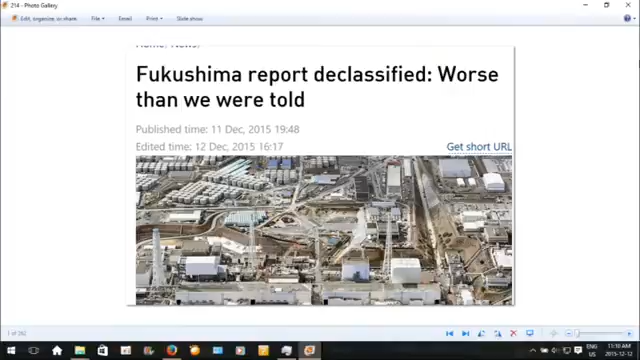 214 - Photo Gallery
Edit, organize, or share
File
Email
Print
Slide show
Home/ News/
Fukushima report declassified: Worse
than we were told
Published time: 11 Dec, 2015 19:48
Edited time: 12 Dec, 2015 16:17
Get short URL
1 of 262
ENG
11:10 AM
US
2015-12-12